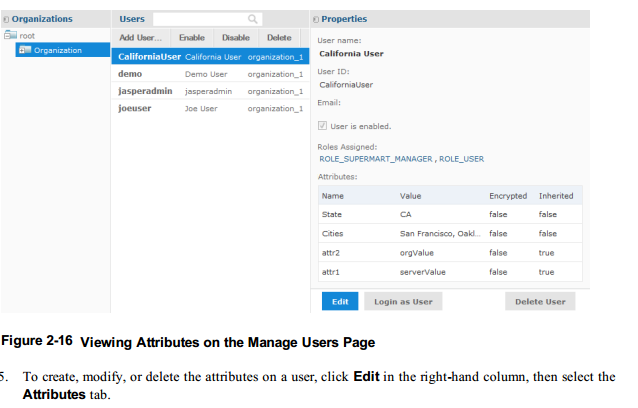 Organizations
root
Organization
Users
Add User... Enable Disable Delete
CaliforniaUser California User organization_1
demo Demo User organization_1
jasperadmin jasperadmin organization_1
joeuser Joe User organization_1
Properties
User name:
California User
User ID:
CaliforniaUser
Email:
User is enabled.
Roles Assigned:
ROLE_SUPERMART_MANAGER , ROLE_USER
Attributes:
Name Value Encrypted Inherited
State CA false false
Cities San Francisco, Oakl... false false
attr2 orgValue false true
attr1 serverValue false true
Edit Login as User Delete User
Figure 2-16 Viewing Attributes on the Manage Users Page
5. To create, modify, or delete the attributes on a user, click Edit in the right-hand column, then select the
Attributes tab.